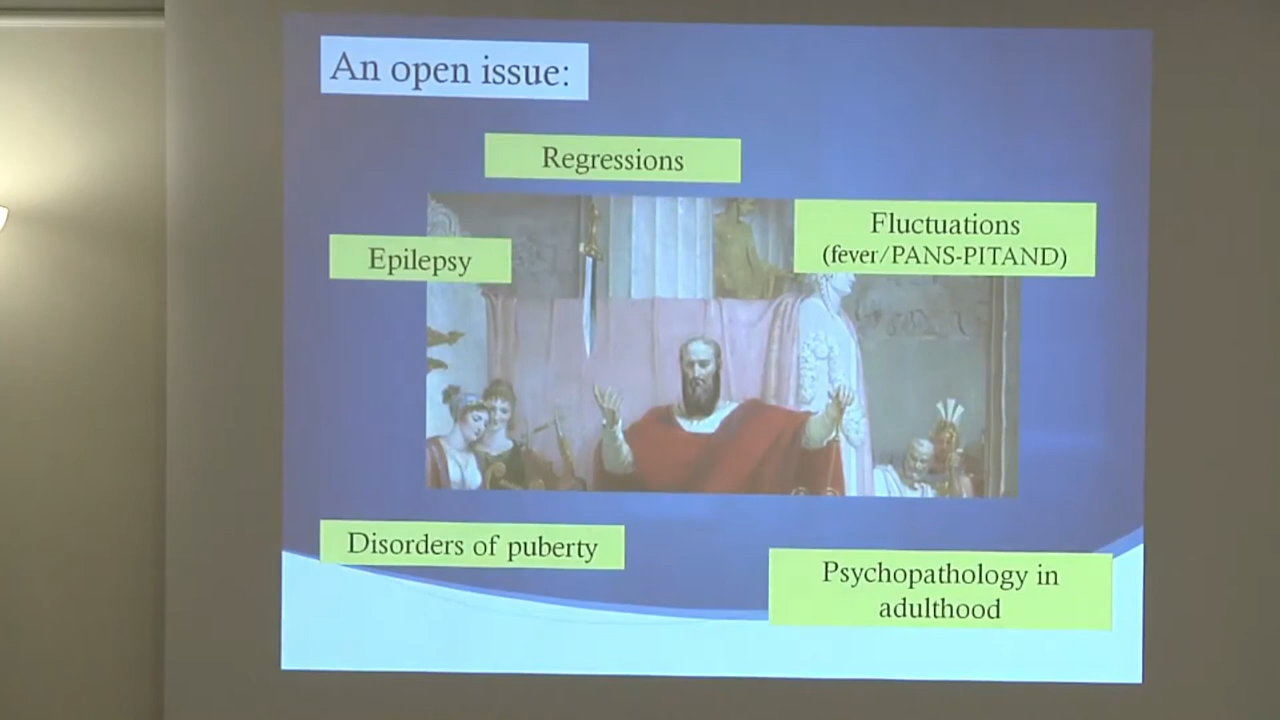 An open issue:
Regressions
Fluctuations
(fever/PANS-PITAND)
Epilepsy
Disorders of puberty
Psychopathology in
adulthood